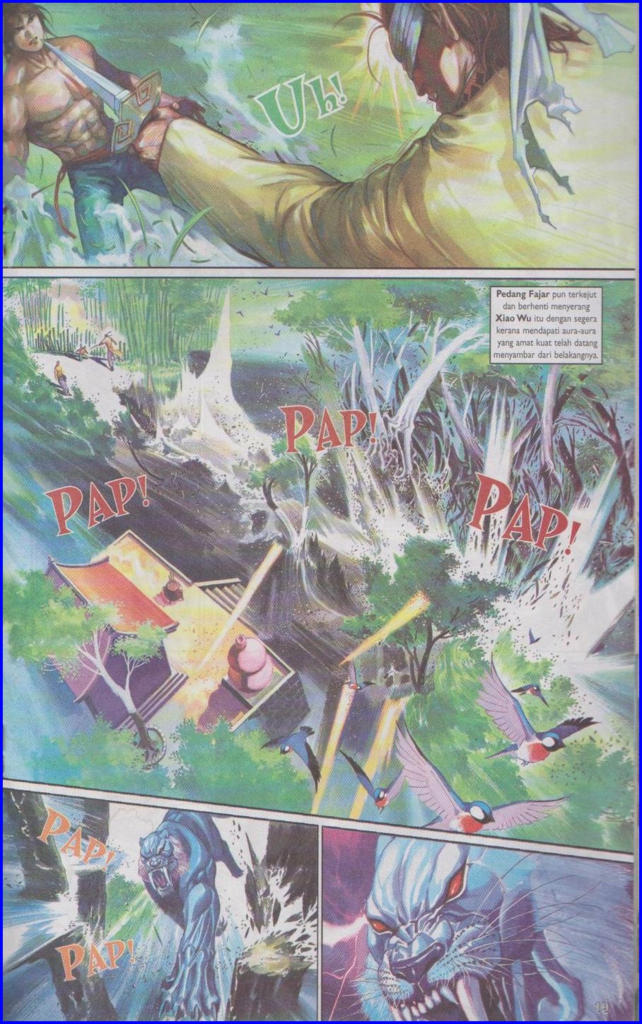 Uh!
Pedang Fajar pun terkejut
dan berhenti menyerang
Xiao Wu itu dengan segera
kerana mendapati aura-aura
yang amat kuat telah datang
menyambar dari belakangnya.
PAP!
PAP!
PAP!
PAP!
PAP!